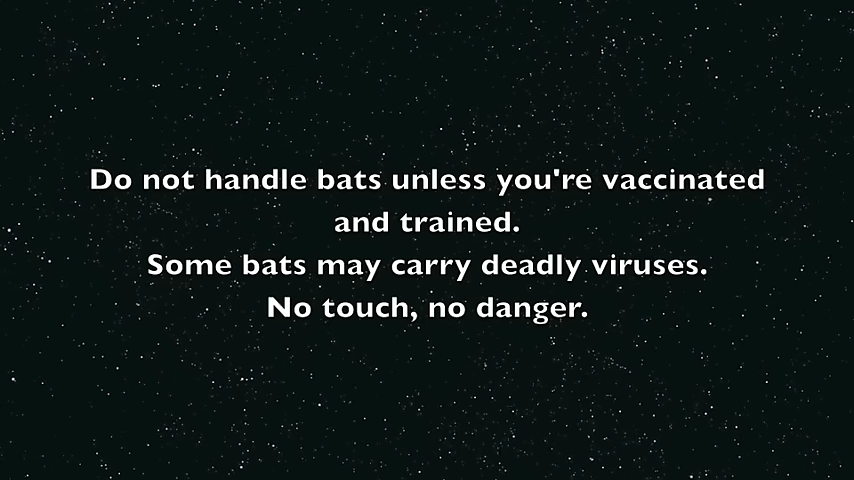 Do not handle bats unless you're vaccinated
and trained.
Some bats may carry deadly viruses.
No touch, no danger.